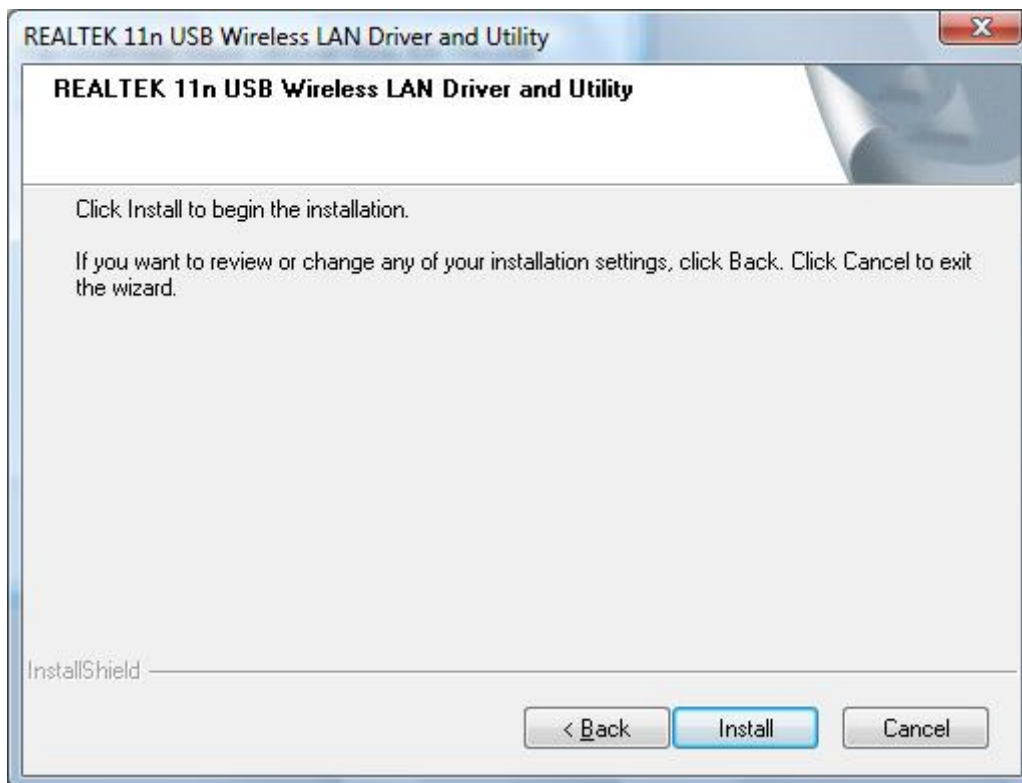 REALTEK 11n USB Wireless LAN Driver and Utility
REALTEK 11n USB Wireless LAN Driver and Utility
Click Install to begin the installation.
If you want to review or change any of your installation settings, click Back. Click Cancel to exit
the wizard.
InstallShield
< Back Install Cancel